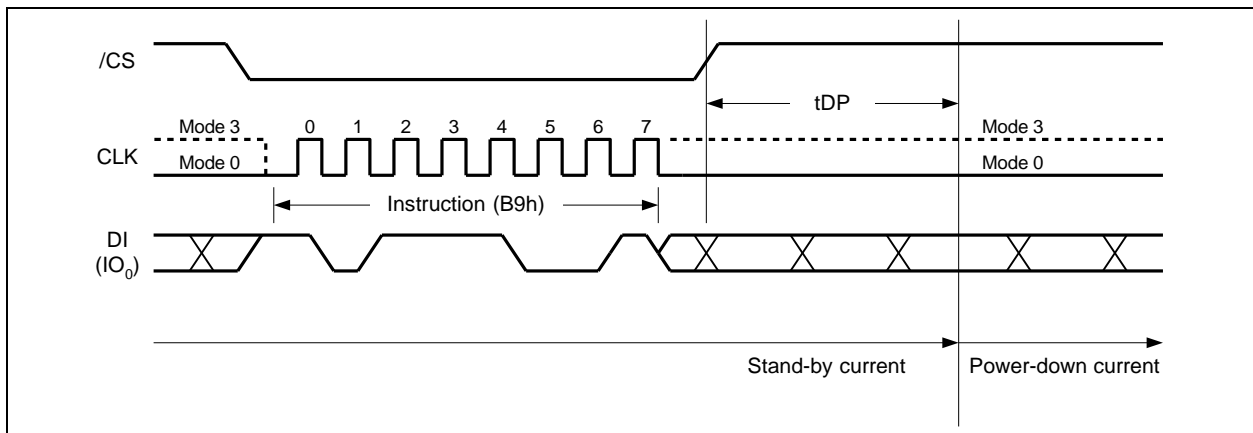 /CS
tDP
Mode 3 0 1 2 3 4 5 6 7 Mode 3
CLK
Mode 0 Mode 0
Instruction (B9h)
DI
(IO0)
Stand-by current Power-down current